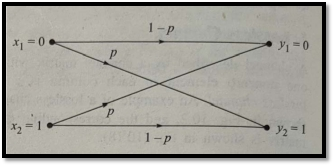 1 – p
x₁ = 0
y₁ = 0
p
p
x₂ = 1
y₂ = 1
1 – p